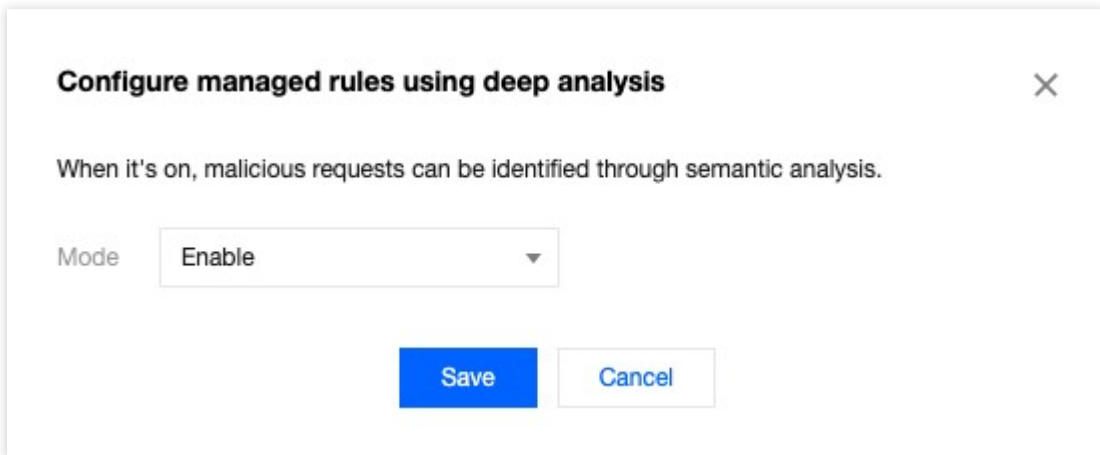 Configure managed rules using deep analysis
When it's on, malicious requests can be identified through semantic analysis.
Mode Enable
Save Cancel